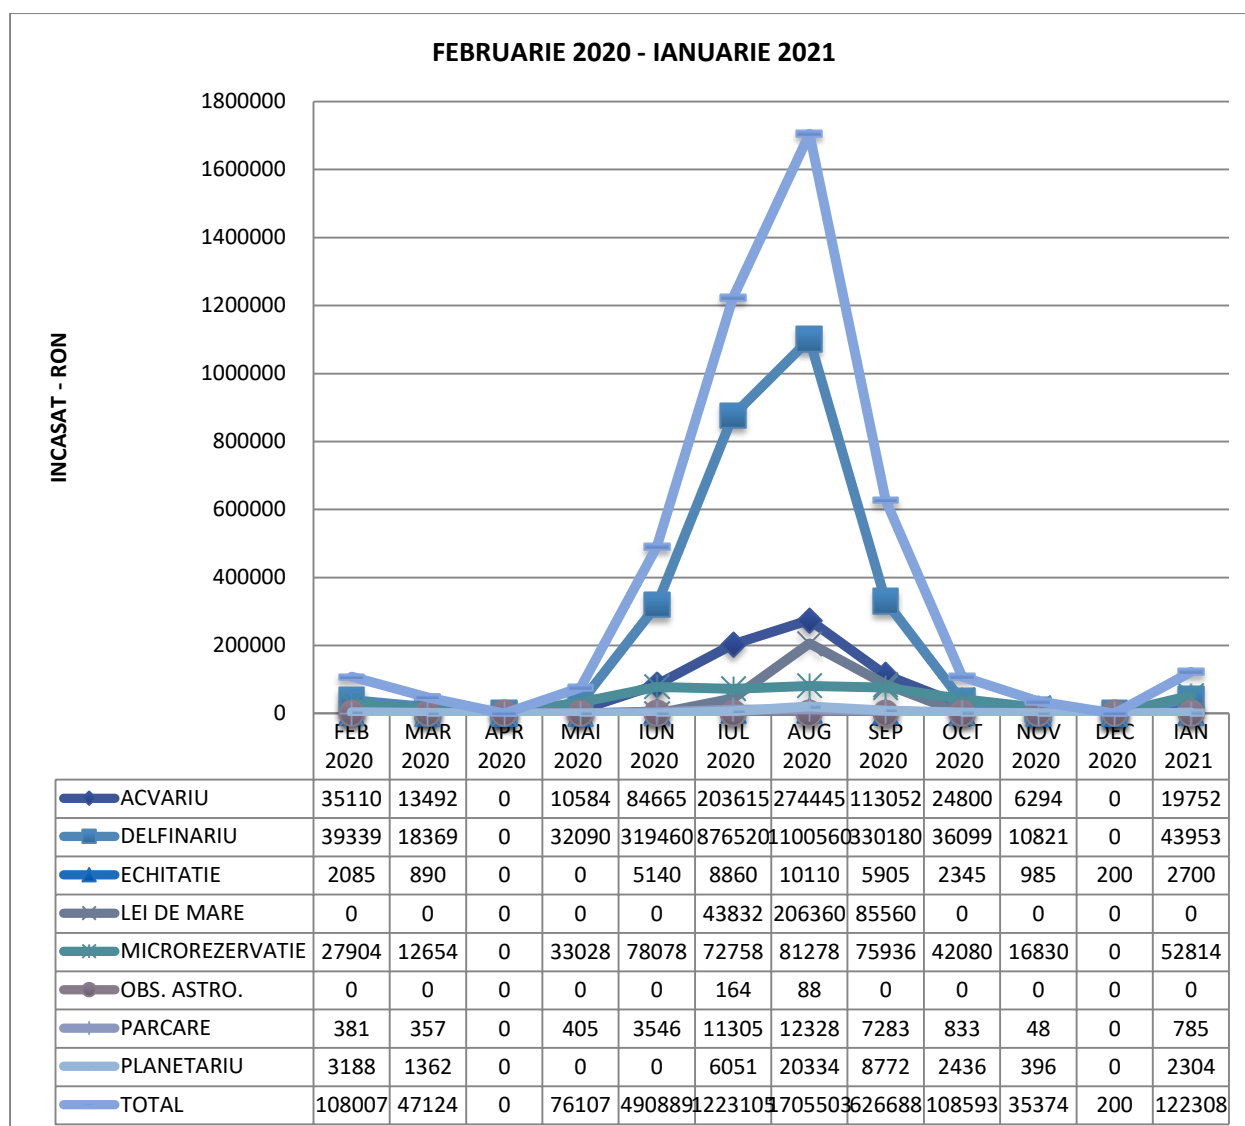 FEBRUARIE 2020 - IANUARIE 2021
1800000
1600000
1400000
1200000
1000000
800000
600000
400000
200000
0
INCASAT - RON
FEB 2020 MAR 2020 APR 2020 MAI 2020 IUN 2020 IUL 2020 AUG 2020 SEP 2020 OCT 2020 NOV 2020 DEC 2020 IAN 2021
ACVARIU 35110 13492 0 10584 84665 203615 274445 113052 24800 6294 0 19752
DELFINARIU 39339 18369 0 32090 319460 876520 1100560 330180 36099 10821 0 43953
ECHITATIE 2085 890 0 0 5140 8860 10110 5905 2345 985 200 2700
LEI DE MARE 0 0 0 0 0 43832 206360 85560 0 0 0 0
MICROREZERVATIE 27904 12654 0 33028 78078 72758 81278 75936 42080 16830 0 52814
OBS. ASTRO. 0 0 0 0 0 164 88 0 0 0 0 0
PARCARE 381 357 0 405 3546 11305 12328 7283 833 48 0 785
PLANETARIU 3188 1362 0 0 0 6051 20334 8772 2436 396 0 2304
TOTAL 108007 47124 0 76107 490889 1223105 1705503 626688 108593 35374 200 122308